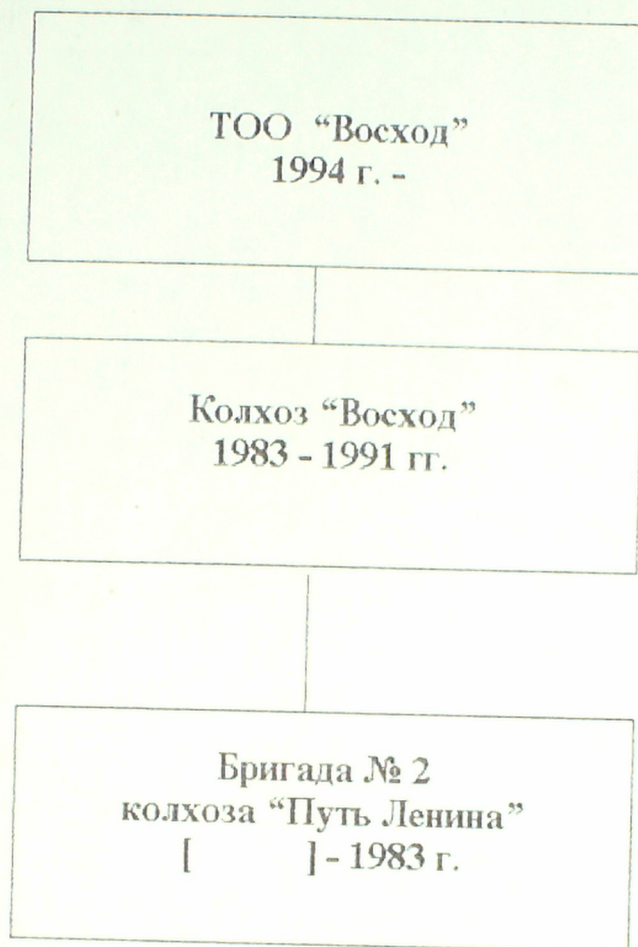 ТОО “Восход”
1994 г. -
Колхоз “Восход”
1983 - 1991 гг.
Бригада № 2
колхоза “Путь Ленина”
[ ] - 1983 г.